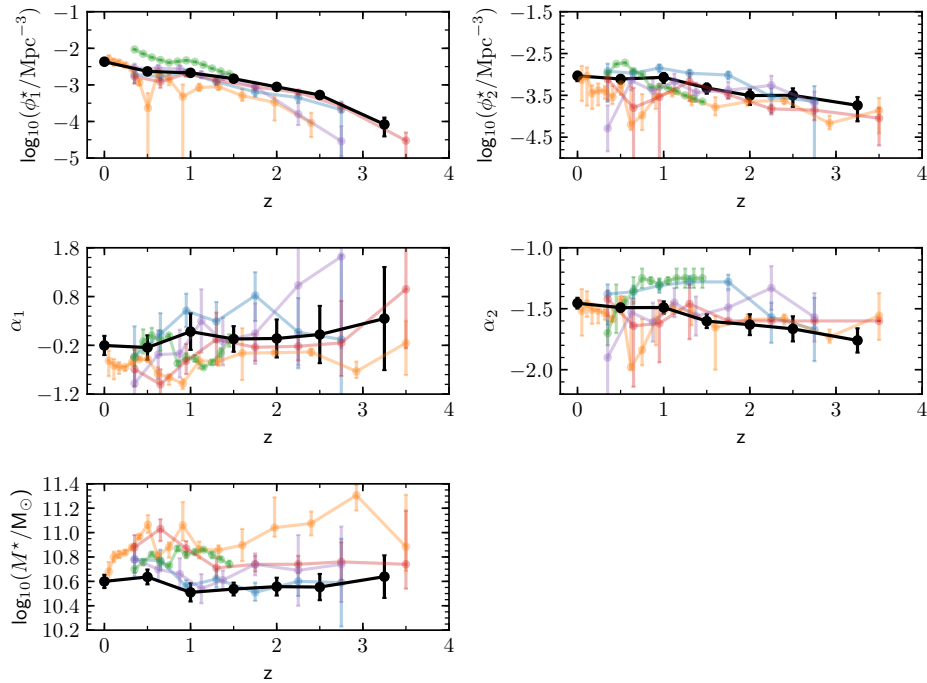 −1
−2
−3
−4
−5
log₁₀(ϕ₁⋆/Mpc⁻³)
0 1 2 3 4
z
−1.5
−2.5
−3.5
−4.5
log₁₀(ϕ₂⋆/Mpc⁻³)
0 1 2 3 4
z
1.8
0.8
−0.2
−1.2
α₁
0 1 2 3 4
z
−1.0
−1.5
−2.0
α₂
0 1 2 3 4
z
11.4
11.2
11.0
10.8
10.6
10.4
10.2
log₁₀(M⋆/M⊙)
0 1 2 3 4
z